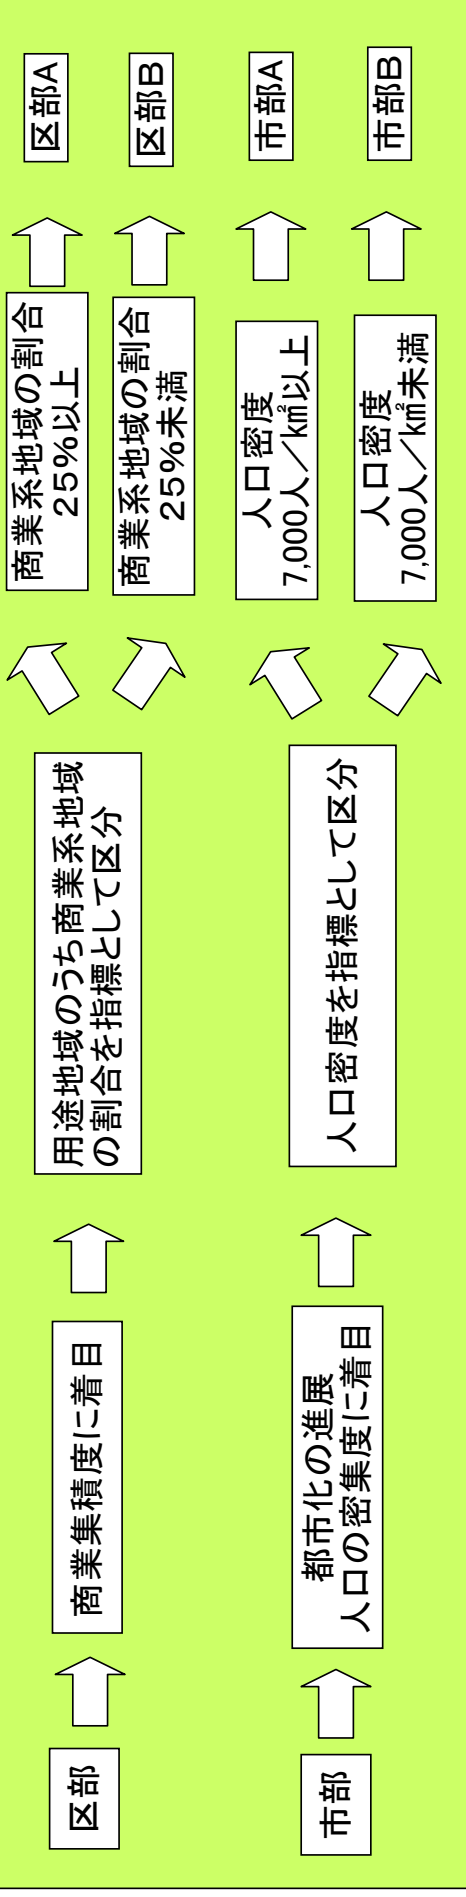 区部
商業集積度に着目
用途地域のうち商業系地域
の割合を指標として区分
商業系地域の割合
25%以上
区部A
商業系地域の割合
25%未満
区部B
市部
都市化の進展
人口の密集度に着目
人口密度を指標として区分
人口密度
7,000人／㎢以上
市部A
人口密度
7,000人／㎢未満
市部B